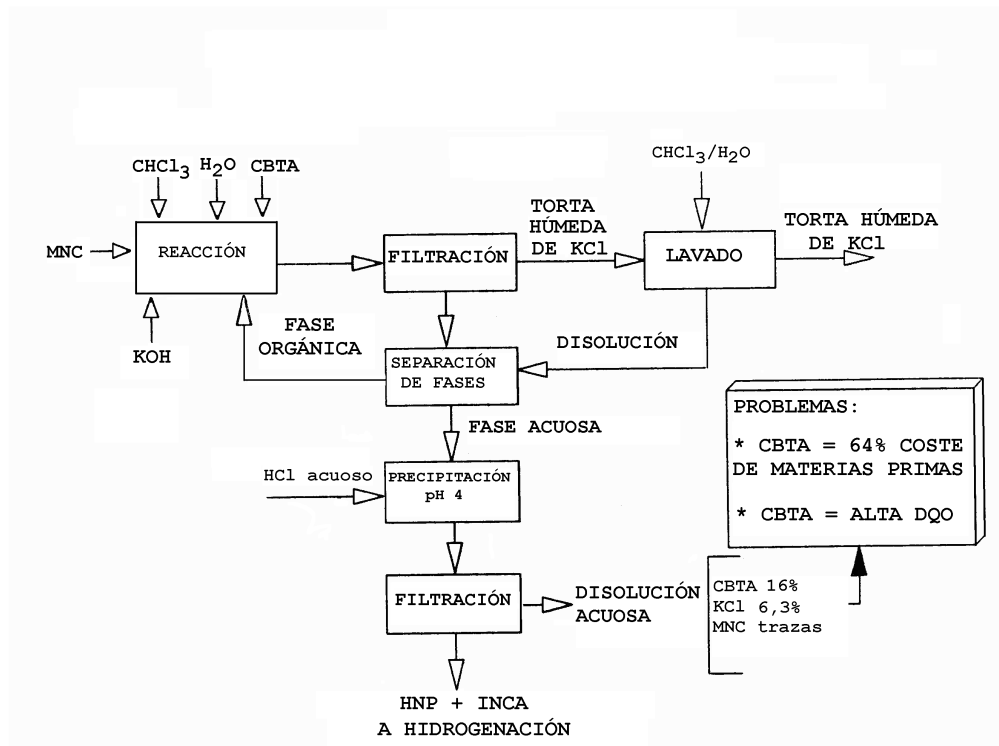 CHCl3 H2O CBTA
MNC
REACCIÓN
KOH
FILTRACIÓN
TORTA
HÚMEDA
DE KCl
CHCl3/H2O
LAVADO
TORTA HÚMEDA
DE KCl
FASE
ORGÁNICA
SEPARACIÓN
DE FASES
DISOLUCIÓN
FASE ACUOSA
HCl acuoso
PRECIPITACIÓN
pH 4
FILTRACIÓN
DISOLUCIÓN
ACUOSA
CBTA 16%
KCl 6,3%
MNC trazas
PROBLEMAS:
* CBTA = 64% COSTE
DE MATERIAS PRIMAS
* CBTA = ALTA DQO
HNP + INCA
A HIDROGENACIÓN